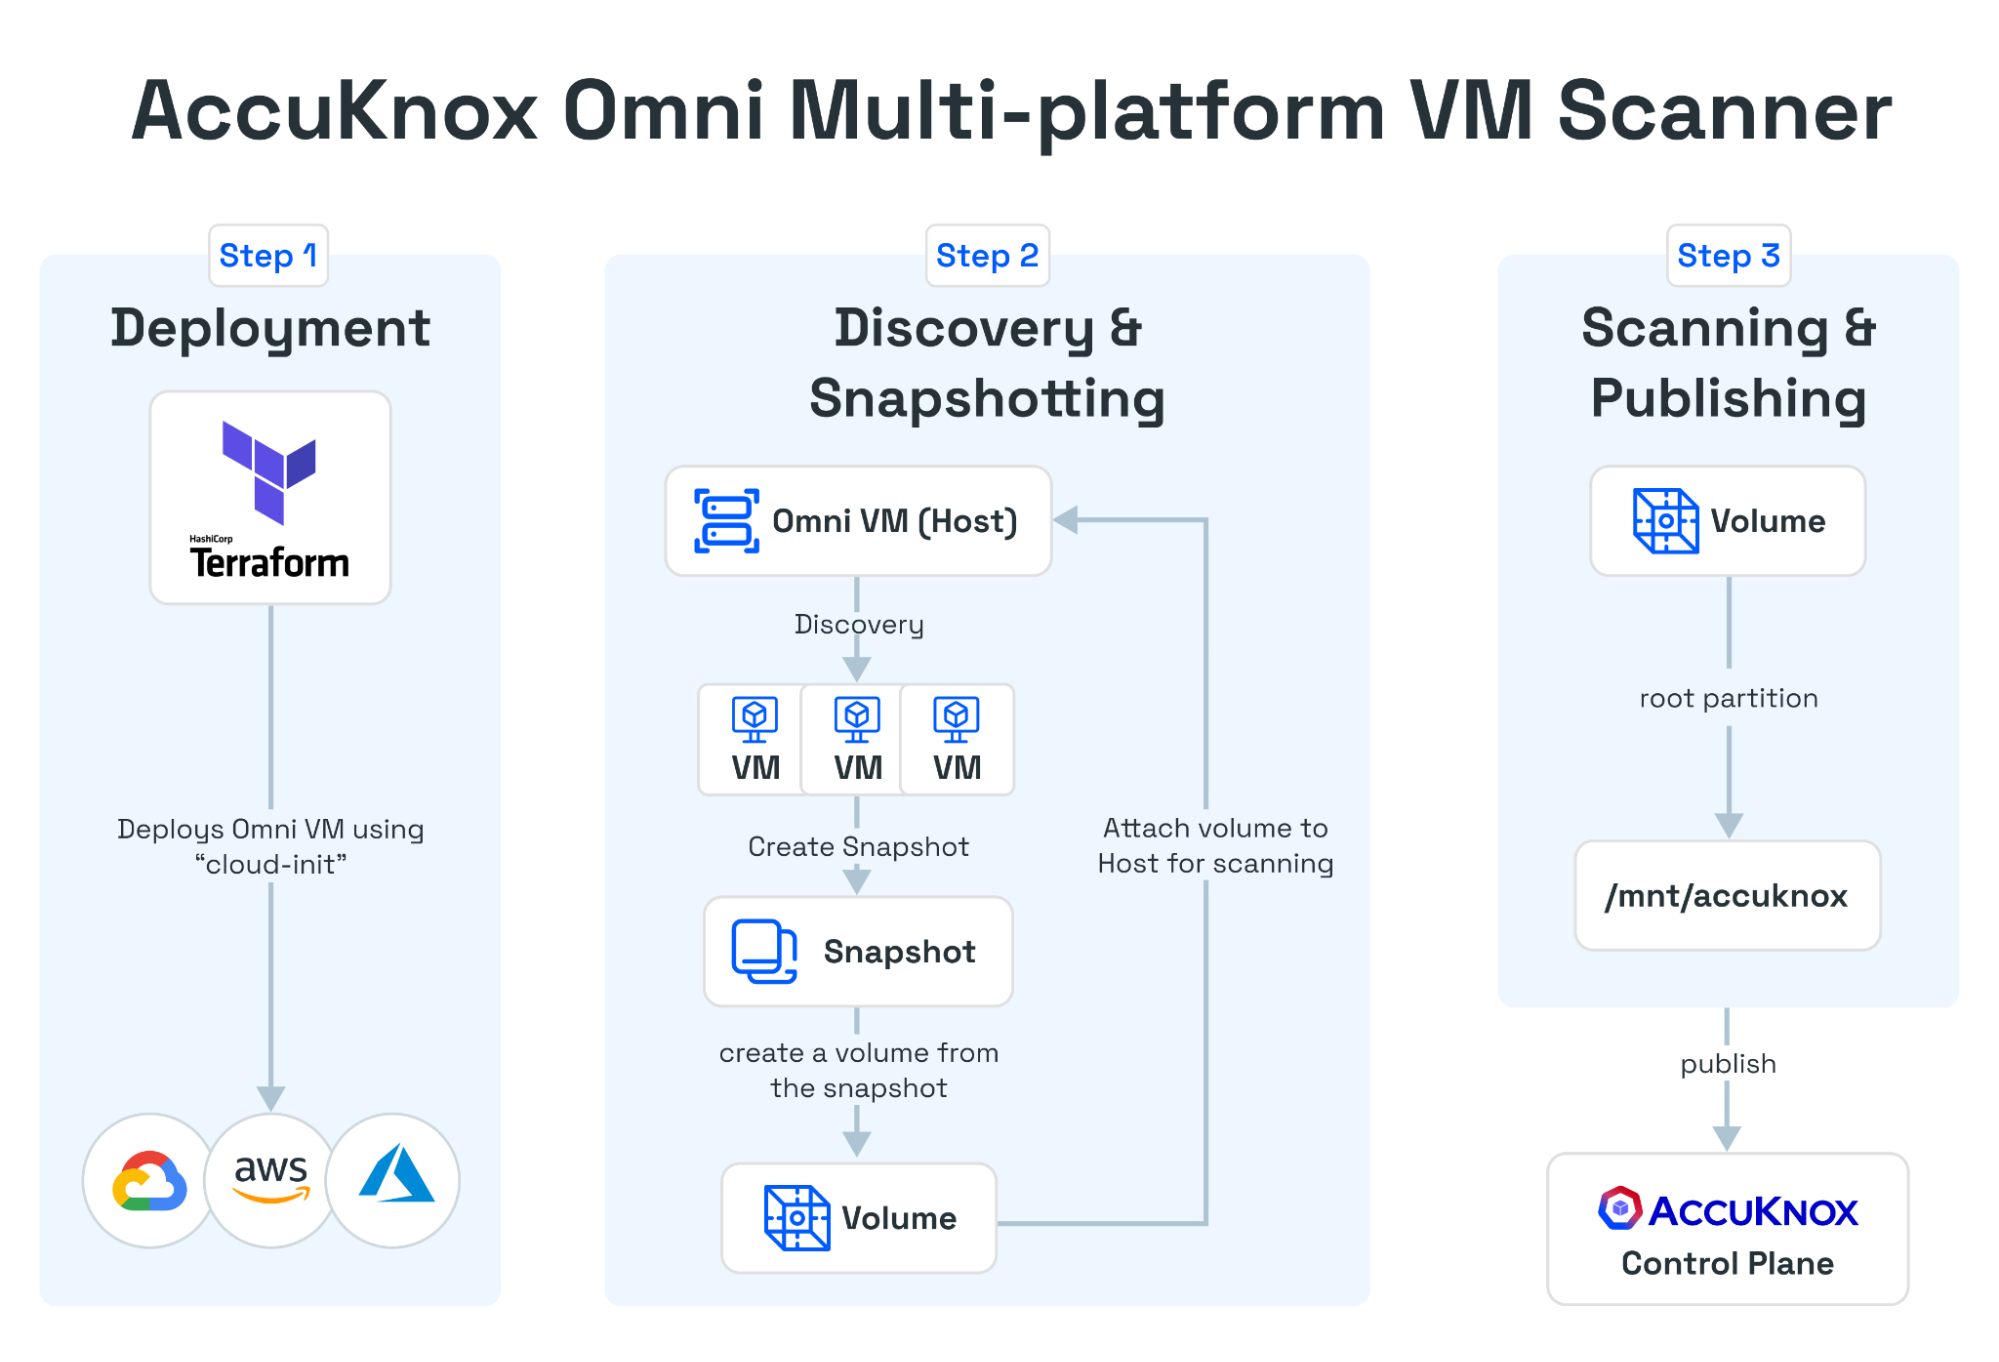 AccuKnox Omni Multi-platform VM Scanner
Step 1
Deployment
HashiCorp
Terraform
Deploys Omni VM using
“cloud-init”
aws
Step 2
Discovery &
Snapshotting
Omni VM (Host)
Discovery
VM
VM
VM
Create Snapshot
Snapshot
create a volume from
the snapshot
Volume
Attach volume to
Host for scanning
Step 3
Scanning &
Publishing
Volume
root partition
/mnt/accuknox
publish
ACCUKNOX
Control Plane